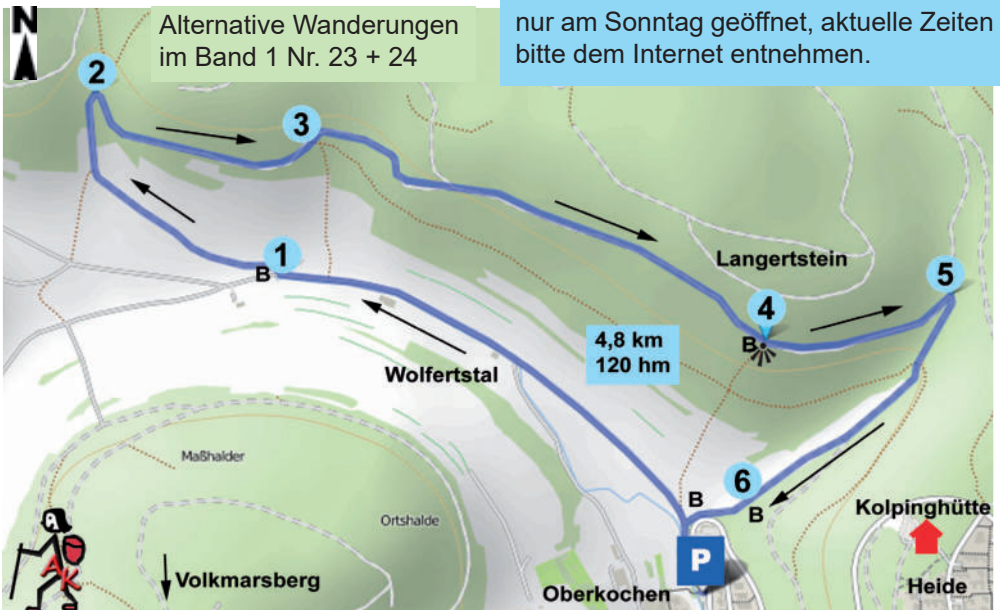 N
Alternative Wanderungen
im Band 1 Nr. 23 + 24
nur am Sonntag geöffnet, aktuelle Zeiten
bitte dem Internet entnehmen.
2
3
1
B
Langertstein
5
4
B
4,8 km
120 hm
Wolfertstal
Maßhalder
Ortshalde
6
B
B
Kolpinghütte
P
AK
Volkmarsberg
Oberkochen
Heide